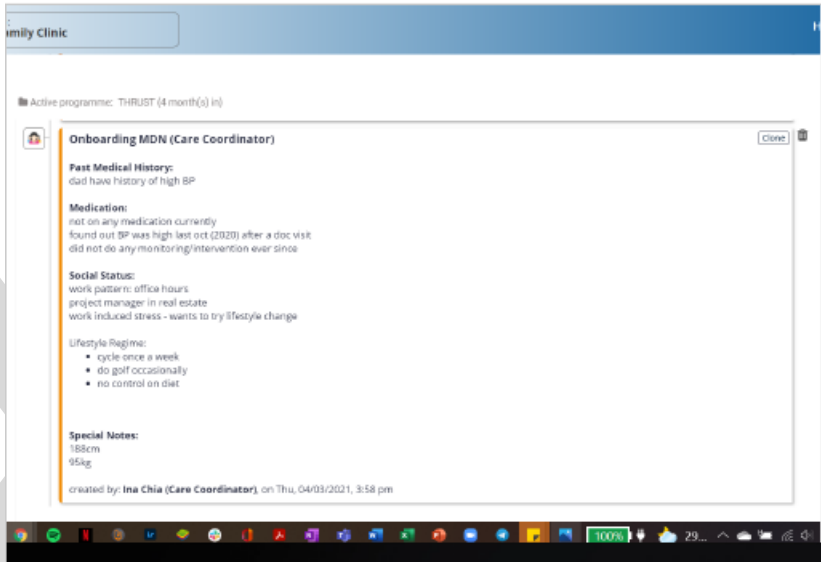 :
amily Clinic
H
Active programme: THRUST (4 month(s) in)
Onboarding MDN (Care Coordinator)
Clone
Past Medical History:
dad have history of high BP
Medication:
not on any medication currently
found out BP was high last oct (2020) after a doc visit
did not do any monitoring/intervention ever since
Social Status:
work pattern: office hours
project manager in real estate
work induced stress - wants to try lifestyle change
Lifestyle Regime:
• cycle once a week
• do golf occasionally
• no control on diet
Special Notes:
188cm
95kg
created by: Ina Chia (Care Coordinator), on Thu, 04/03/2021, 3:58 pm
100% 29...